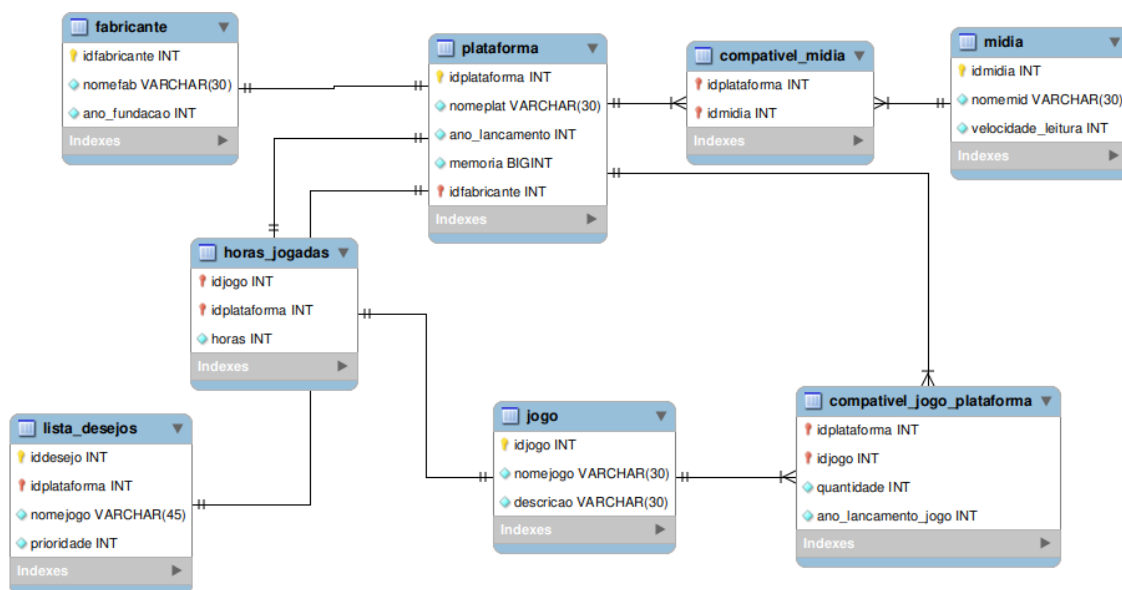 fabricante
idfabricante INT
nomefab VARCHAR(30)
ano_fundacao INT
Indexes
plataforma
idplataforma INT
nomeplat VARCHAR(30)
ano_lancamento INT
memoria BIGINT
idfabricante INT
Indexes
compativel_midia
idplataforma INT
idmidia INT
Indexes
midia
idmidia INT
nomemid VARCHAR(30)
velocidade_leitura INT
Indexes
horas_jogadas
idjogo INT
idplataforma INT
horas INT
Indexes
lista_desejos
iddesejo INT
idplataforma INT
nomejogo VARCHAR(45)
prioridade INT
Indexes
jogo
idjogo INT
nomejogo VARCHAR(30)
descricao VARCHAR(30)
Indexes
compativel_jogo_plataforma
idplataforma INT
idjogo INT
quantidade INT
ano_lancamento_jogo INT
Indexes